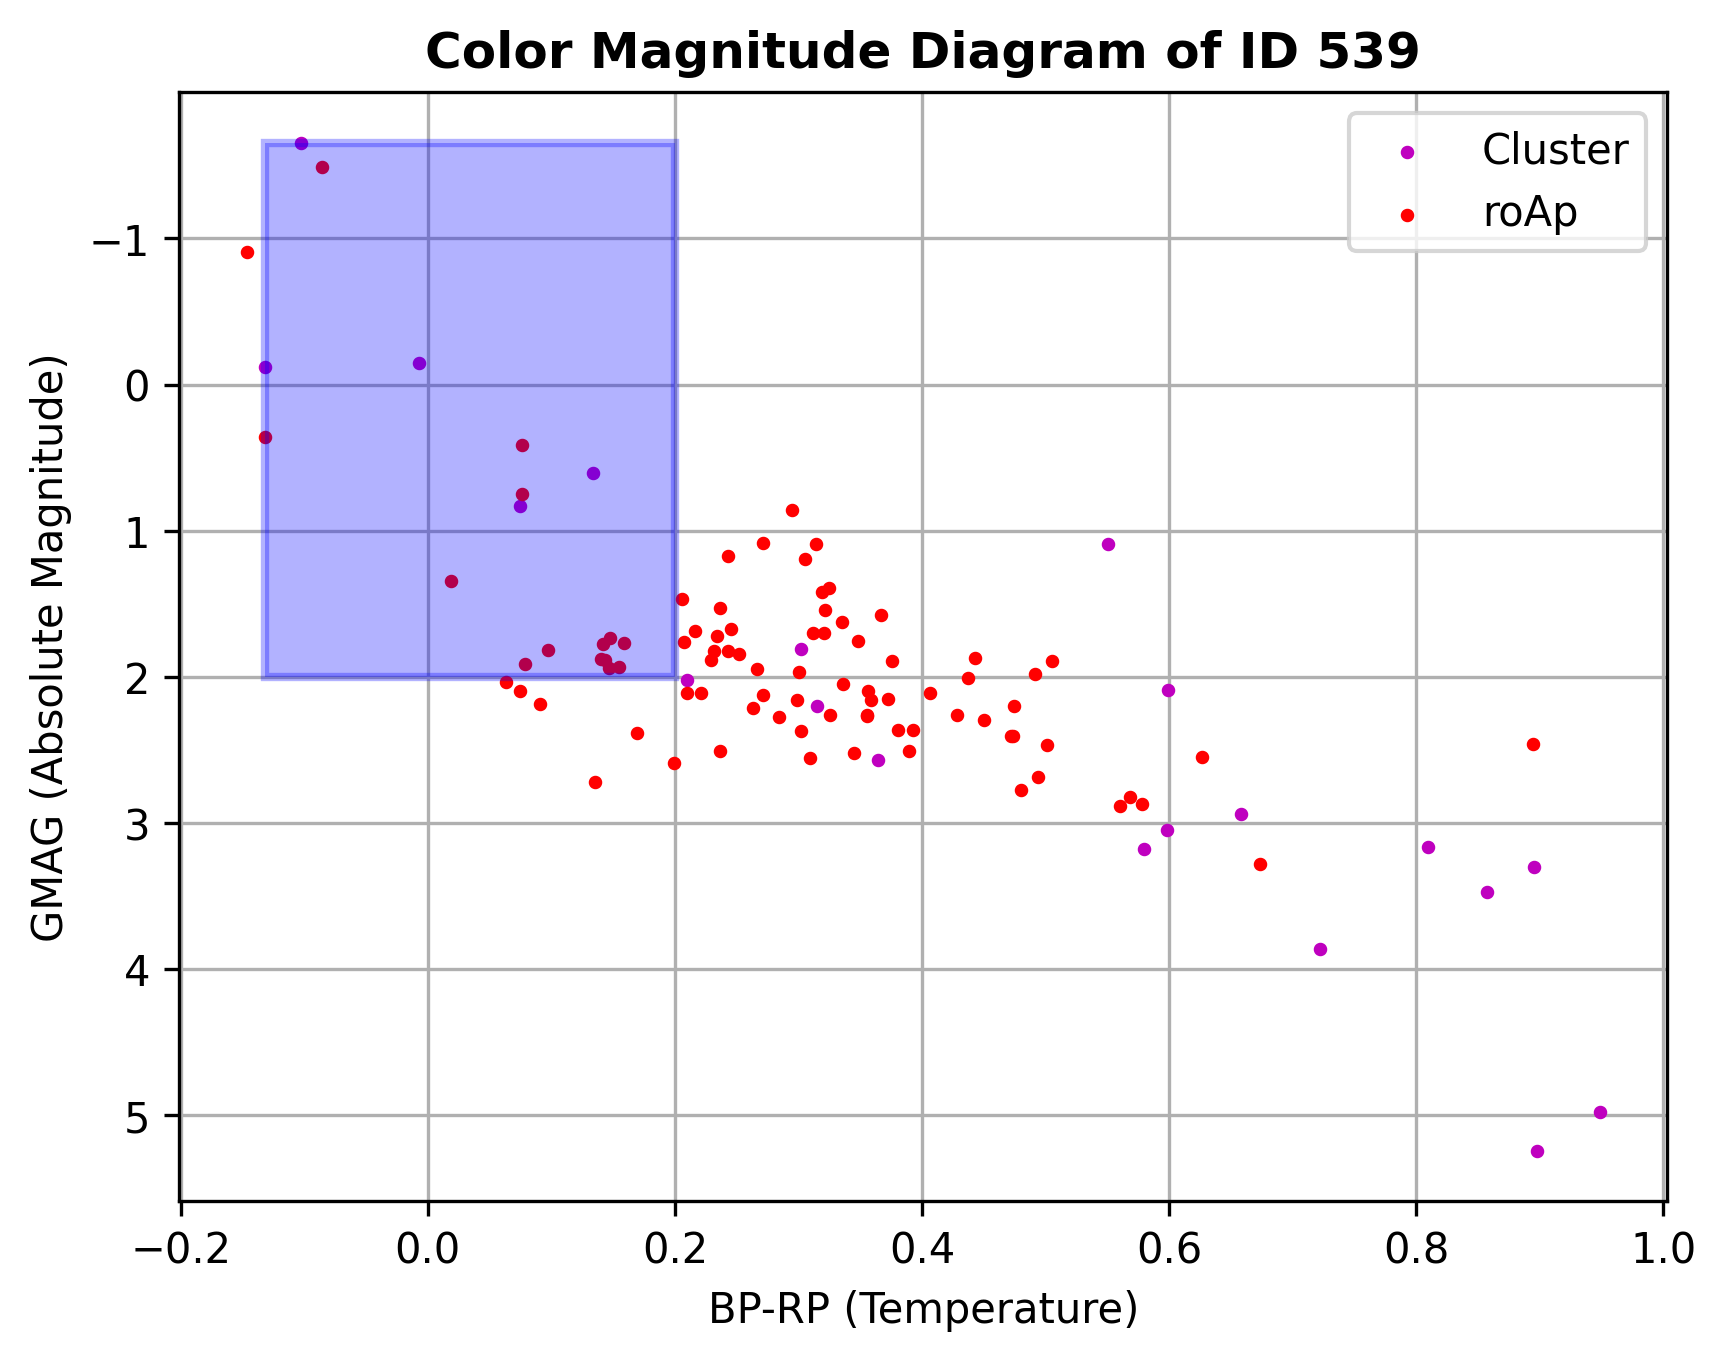 Color Magnitude Diagram of ID 539
Cluster
roAp
GMAG (Absolute Magnitude)
−1
0
1
2
3
4
5
−0.2 0.0 0.2 0.4 0.6 0.8 1.0
BP-RP (Temperature)